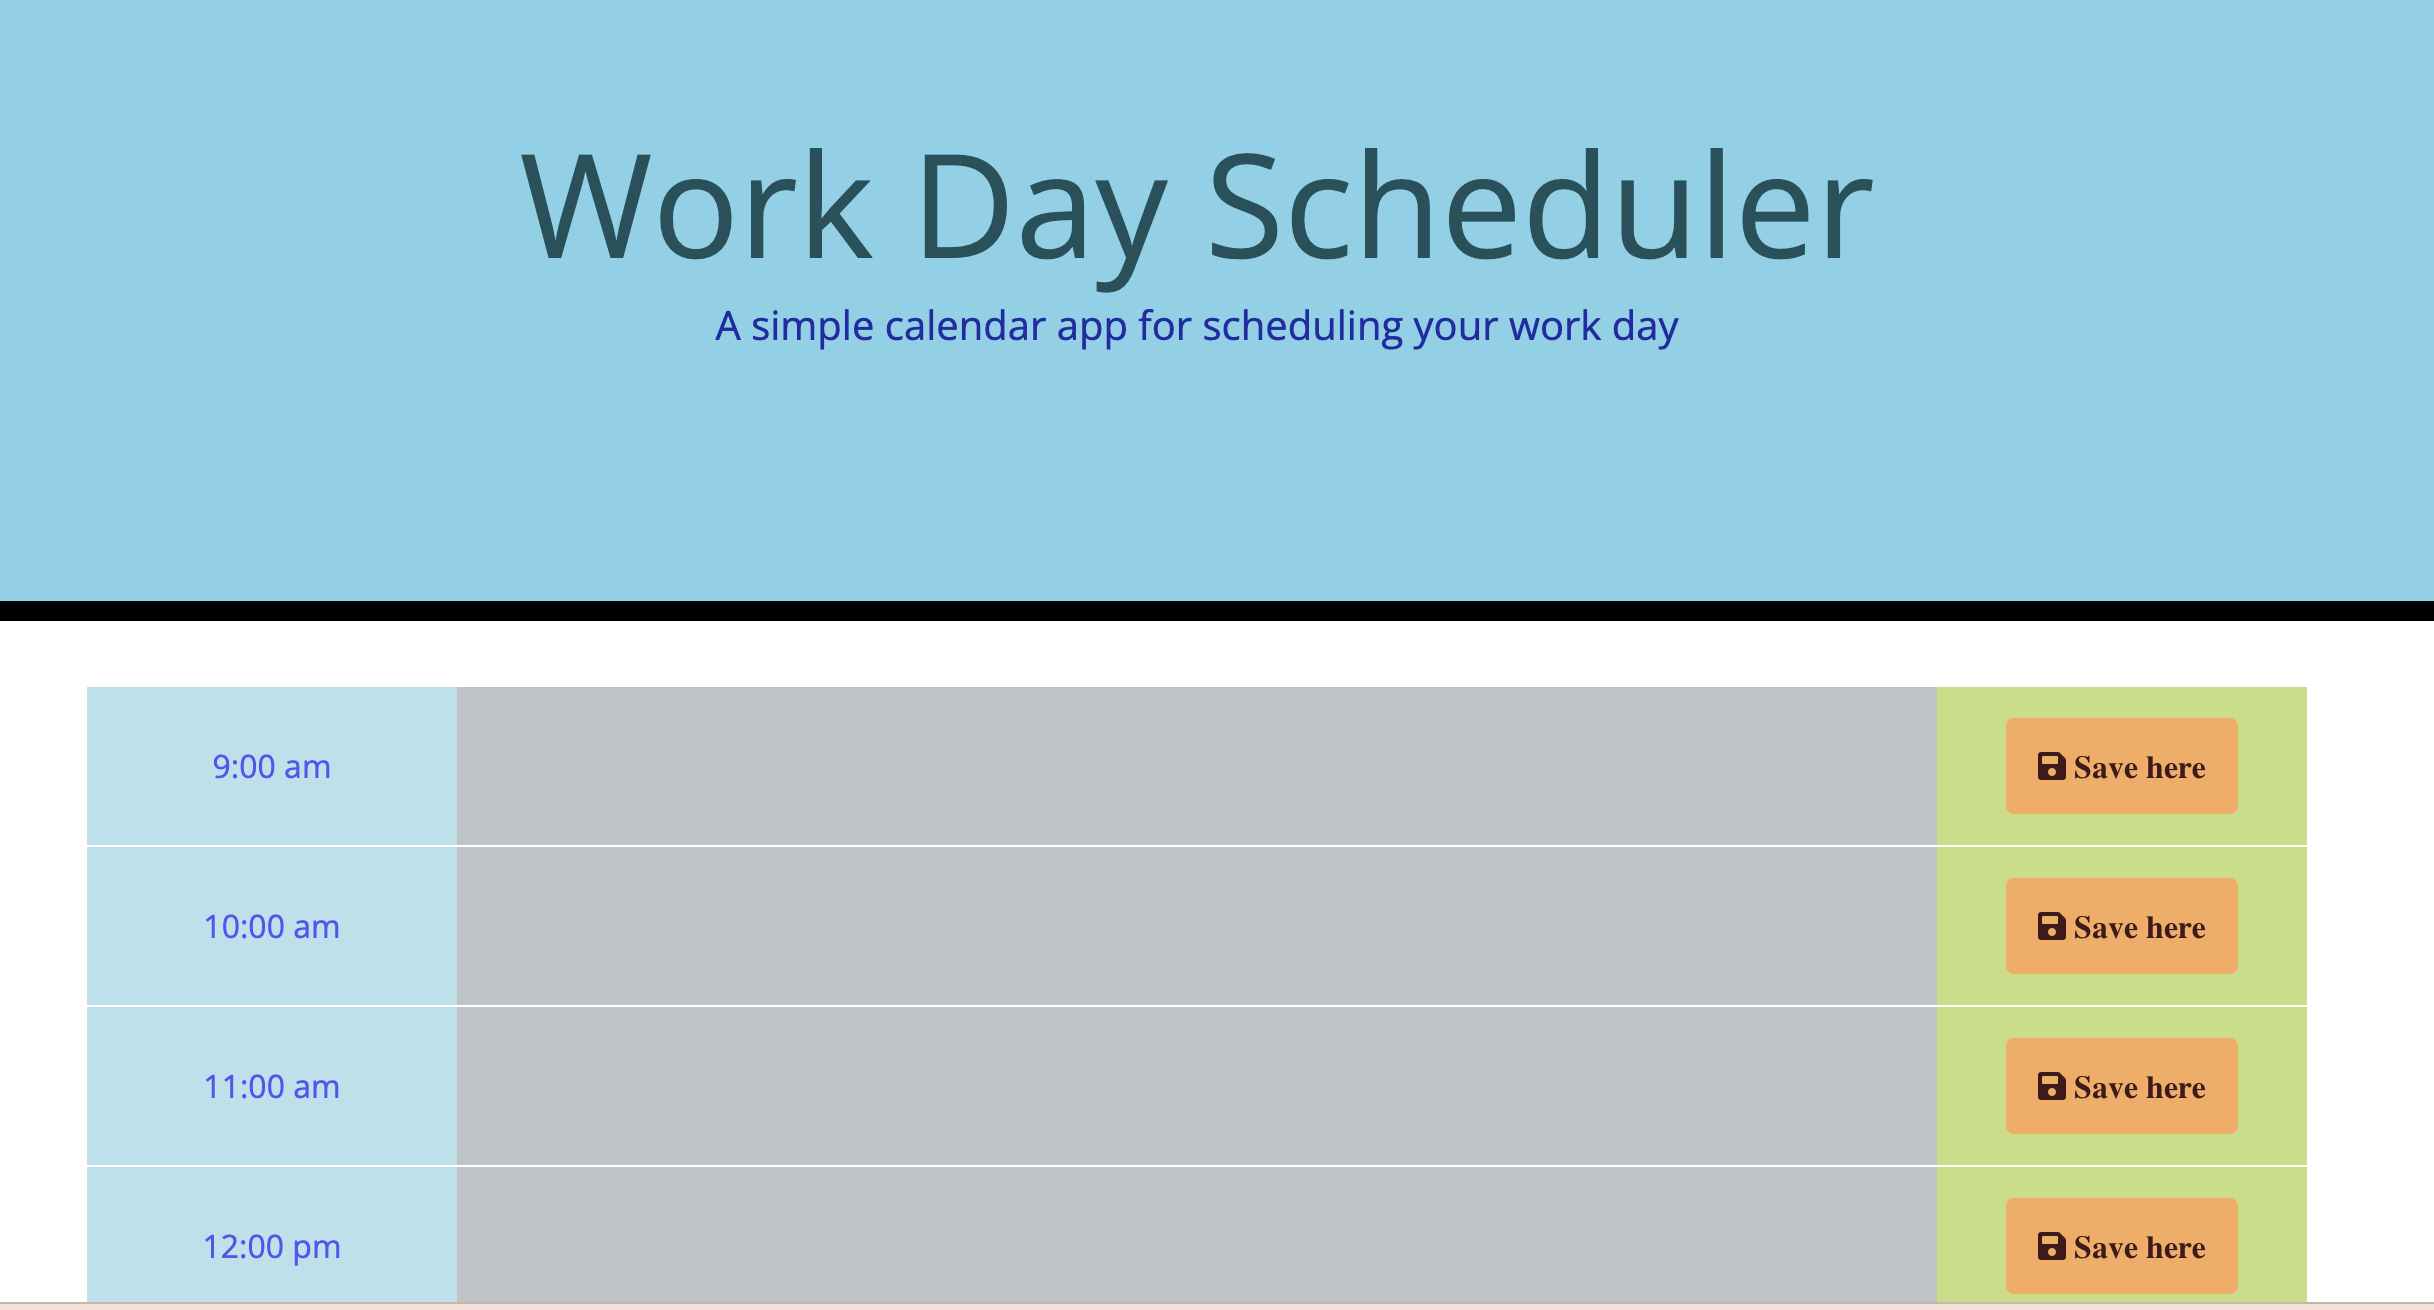 Work Day Scheduler
A simple calendar app for scheduling your work day
9:00 am
Save here
10:00 am
Save here
11:00 am
Save here
12:00 pm
Save here